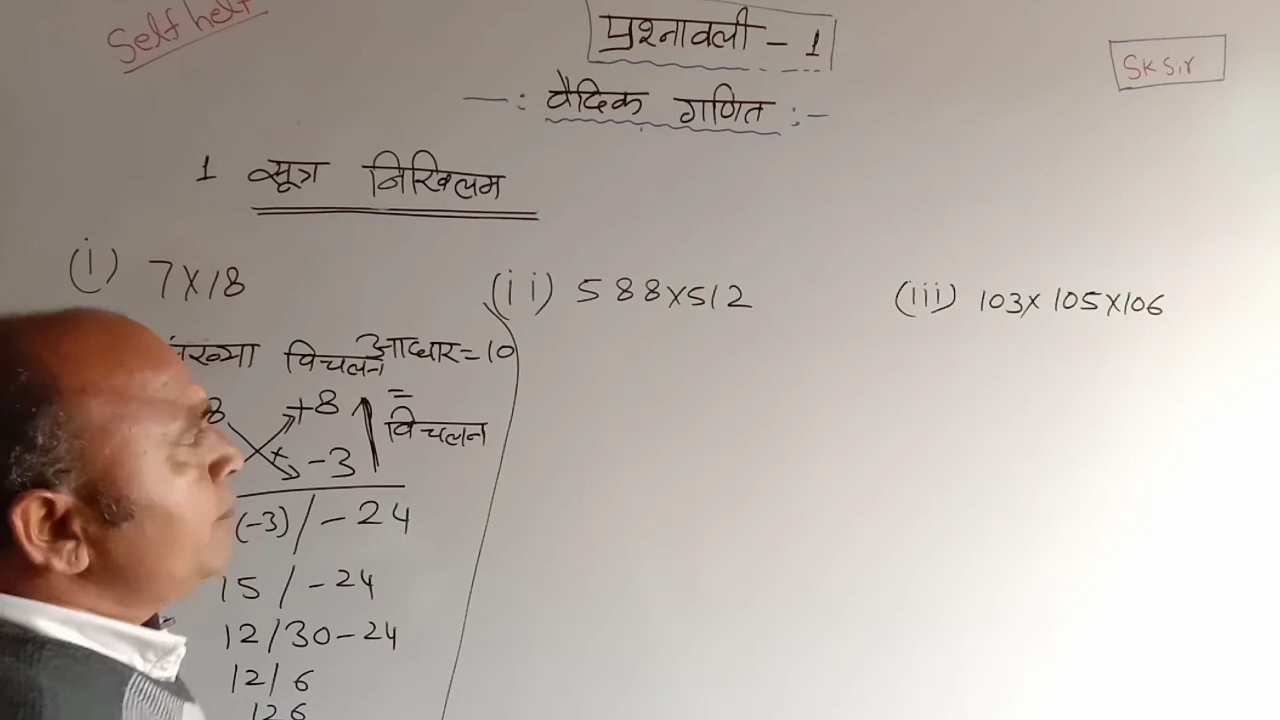 Self help
प्रश्नावली - 1
SK Sir
-: वैदिक गणित :-
1 सूत्र निखिलम
(i) 7X18
(ii) 588X512
(iii) 103X105X106
विचलन आधार=10
8 +8 = विचलन
-3
(-3)/-24
15/-24
12/30-24
12/6
126